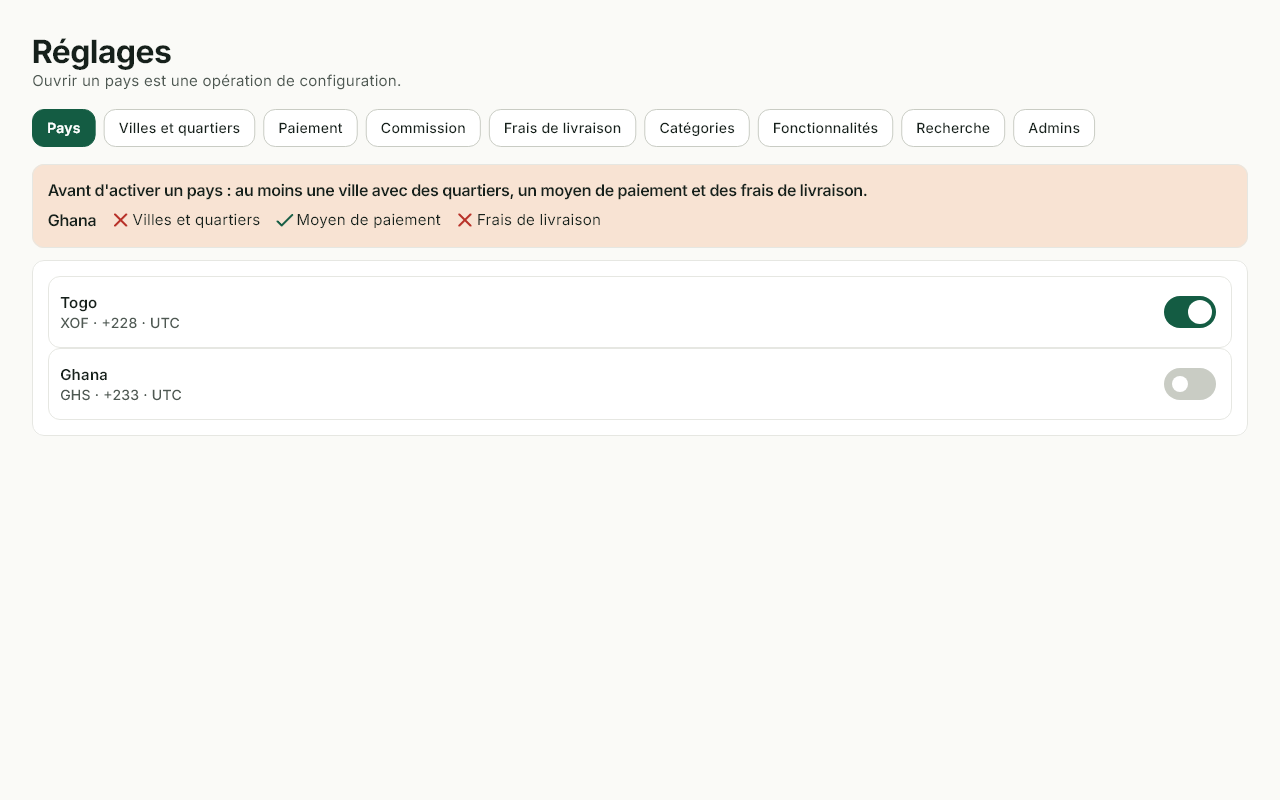 Réglages
Ouvrir un pays est une opération de configuration.
Pays Villes et quartiers Paiement Commission Frais de livraison Catégories Fonctionnalités Recherche Admins
Avant d'activer un pays : au moins une ville avec des quartiers, un moyen de paiement et des frais de livraison.
Ghana Villes et quartiers Moyen de paiement Frais de livraison
Togo
XOF · +228 · UTC
Ghana
GHS · +233 · UTC